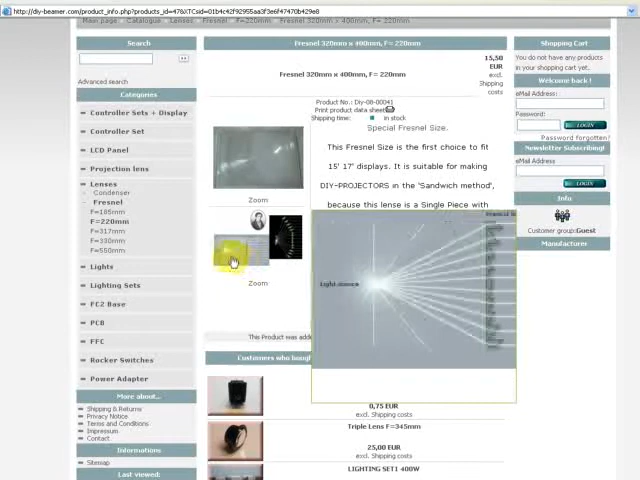 http://diy-beamer.com/product_info.php?products_id=478XTCsid=01b4c42f92955aa3f3e6f47470b429e8
Main page Catalogue Lenses Fresnel F=220mm Fresnel 320mm x 400mm, F= 220mm
Search
Advanced search
Categories
Controller Sets + Display
Controller Set
LCD Panel
Projection lens
Lenses
Condenser
Fresnel
F=185mm
F=220mm
F=317mm
F=330mm
F=550mm
Lights
Lighting Sets
FC2 Base
PCB
FFC
Rocker Switches
Power Adapter
More about...
Shipping & Returns
Privacy Notice
Terms and Conditions
Impressum
Contact
Informations
Sitemap
Last viewed:
Fresnel 320mm x 400mm, F= 220mm
15,50
EUR
excl.
Shipping
costs
Fresnel 320mm x 400mm, F= 220mm
Product No.: Diy-08-00041
Print product data sheet
Shipping time: in stock
Special Fresnel Size.
This Fresnel Size is the first choice to fit
15' 17' displays. It is suitable for making
DIY-PROJECTORS in the 'Sandwich method',
because this lense is a Single Piece with
Zoom
Zoom
Light source
This Product was adde
Customers who bough
0,75 EUR
excl. Shipping costs
Triple Lens F=345mm
25,00 EUR
excl. Shipping costs
LIGHTING SET1 400W
Shopping Cart
You do not have any products
in your shopping cart yet.
Welcome back !
eMail Address:
Password:
LOGIN
Password forgotten?
Newsletter Subscribing!
eMail Address
LOGIN
Info
Customer group:Guest
Manufacturer